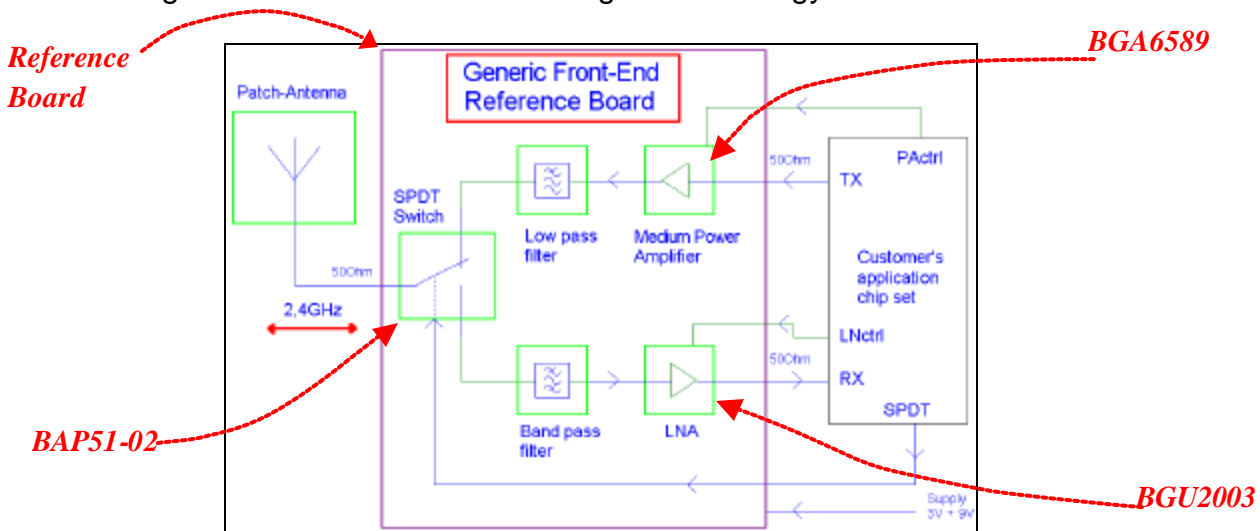 Reference
Board
BGA6589
Generic Front-End
Reference Board
Patch-Antenna
PActrl
50Ohm
TX
SPDT
Switch
Low pass
filter
Medium Power
Amplifier
50Ohm
Customer's
application
chip set
2,4GHz
LNctrl
50Ohm
RX
SPDT
Band pass
filter
LNA
BAP51-02
BGU2003
Supply
3V + 9V